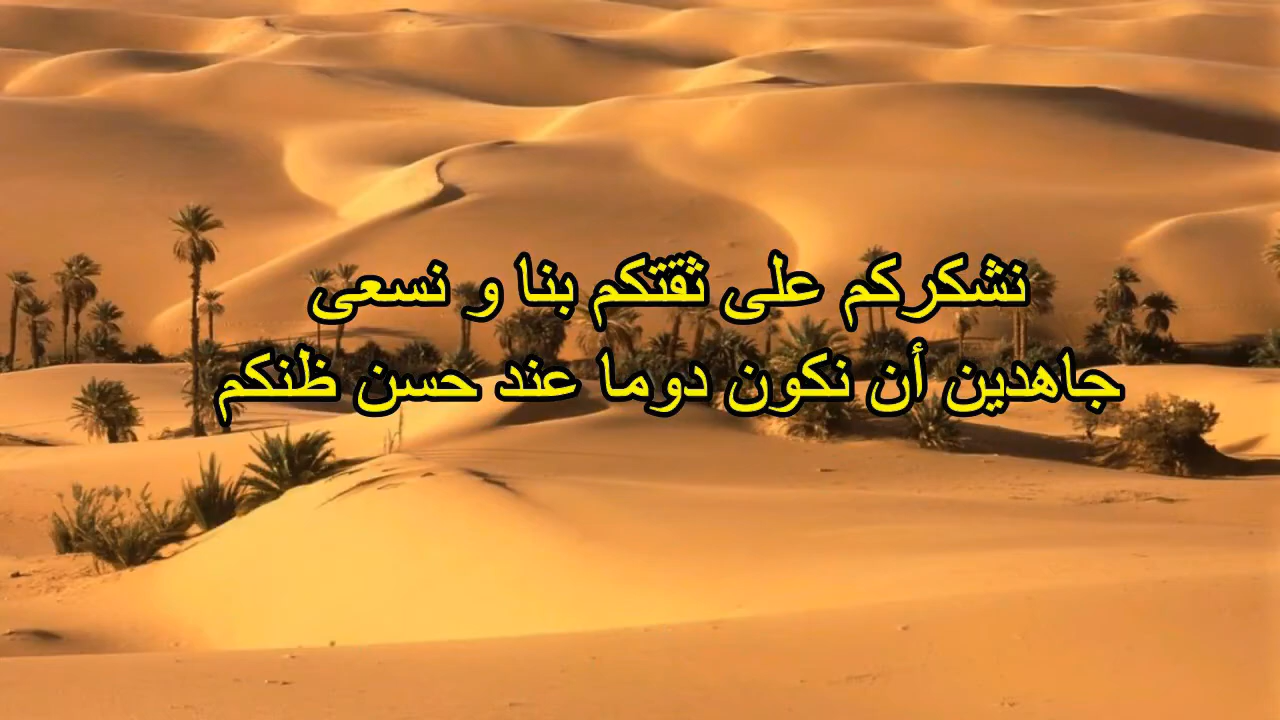 نشكركم على ثقتكم بنا و نسعى
جاهدين أن نكون دوما عند حسن ظنكم